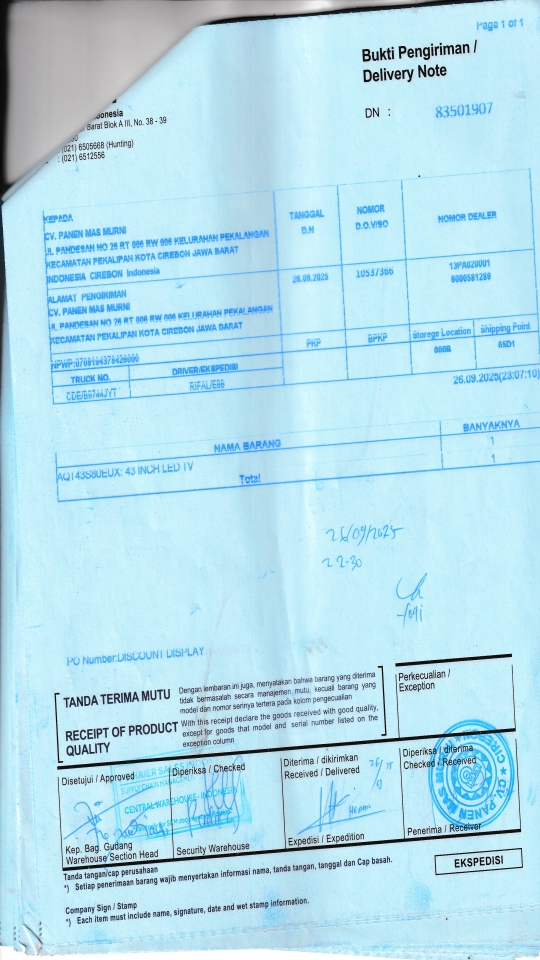 Page 1 of 1
Bukti Pengiriman /
Delivery Note
DN : 83501907
donesia
Barat Blok A III, No. 38 - 39
(021) 6505668 (Hunting)
: (021) 6512556
KEPADA
CV. PANEN MAS MURNI
JL PANDESAN NO 26 RT 006 RW 006 KELURAHAN PEKALANGAN
KECAMATAN PEKALIPAN KOTA CIREBON JAWA BARAT
INDONESIA CIREBON Indonesia
TANGGAL
D.N
NOMOR
D.O.V/SO
NOMOR DEALER
26.09.2025
10537366
13PA020001
ALAMAT PENGIRIMAN
CV. PANEN MAS MURNI
JL PANDESAN NO 26 RT 006 RW 006 KELURAHAN PEKALANGAN
KECAMATAN PEKALIPAN KOTA CIREBON JAWA BARAT
PKP
BPKP
Storege Location
Shipping Point
000B
05D1
TRUCK NO.
DRIVER/EKSPEDISI
CDE/B9744JYT
RIFAL/E86
26.09.2025(23:07:10)
NAMA BARANG
BANYAKNYA
AQT43S80EUX: 43 INCH LED TV
1
Total
1
26/09/2025
22.30
PO Number:DISCOUNT DISPLAY
TANDA TERIMA MUTU
Dengan lembaran ini juga, menyatakan bahwa barang yang diterima
tidak bermasalah secara manajemen mutu, kecuali barang yang
model dan nomor serinya tertera pada kolom pengecualian
RECEIPT OF PRODUCT
QUALITY
With this receipt declare the goods received with good quality,
except for goods that model and serial number listed on the
exception column
Perkecualian /
Exception
Disetujui / Approved
Diperiksa / Checked
Diterima / dikirimkan
Received / Delivered
Diperiksa / diterima
Checked / Received
CENTRAL WAREHOUSE - INDONESIA
CV. PANEN MAS MURNI
Kep. Bag. Gudang
Warehouse Section Head
Security Warehouse
Expedisi / Expedition
Penerima / Receiver
Tanda tangan/cap perusahaan
*) Setiap penerimaan barang wajib menyertakan informasi nama, tanda tangan, tanggal dan Cap basah.
EKSPEDISI
Company Sign / Stamp
*) Each item must include name, signature, date and wet stamp information.